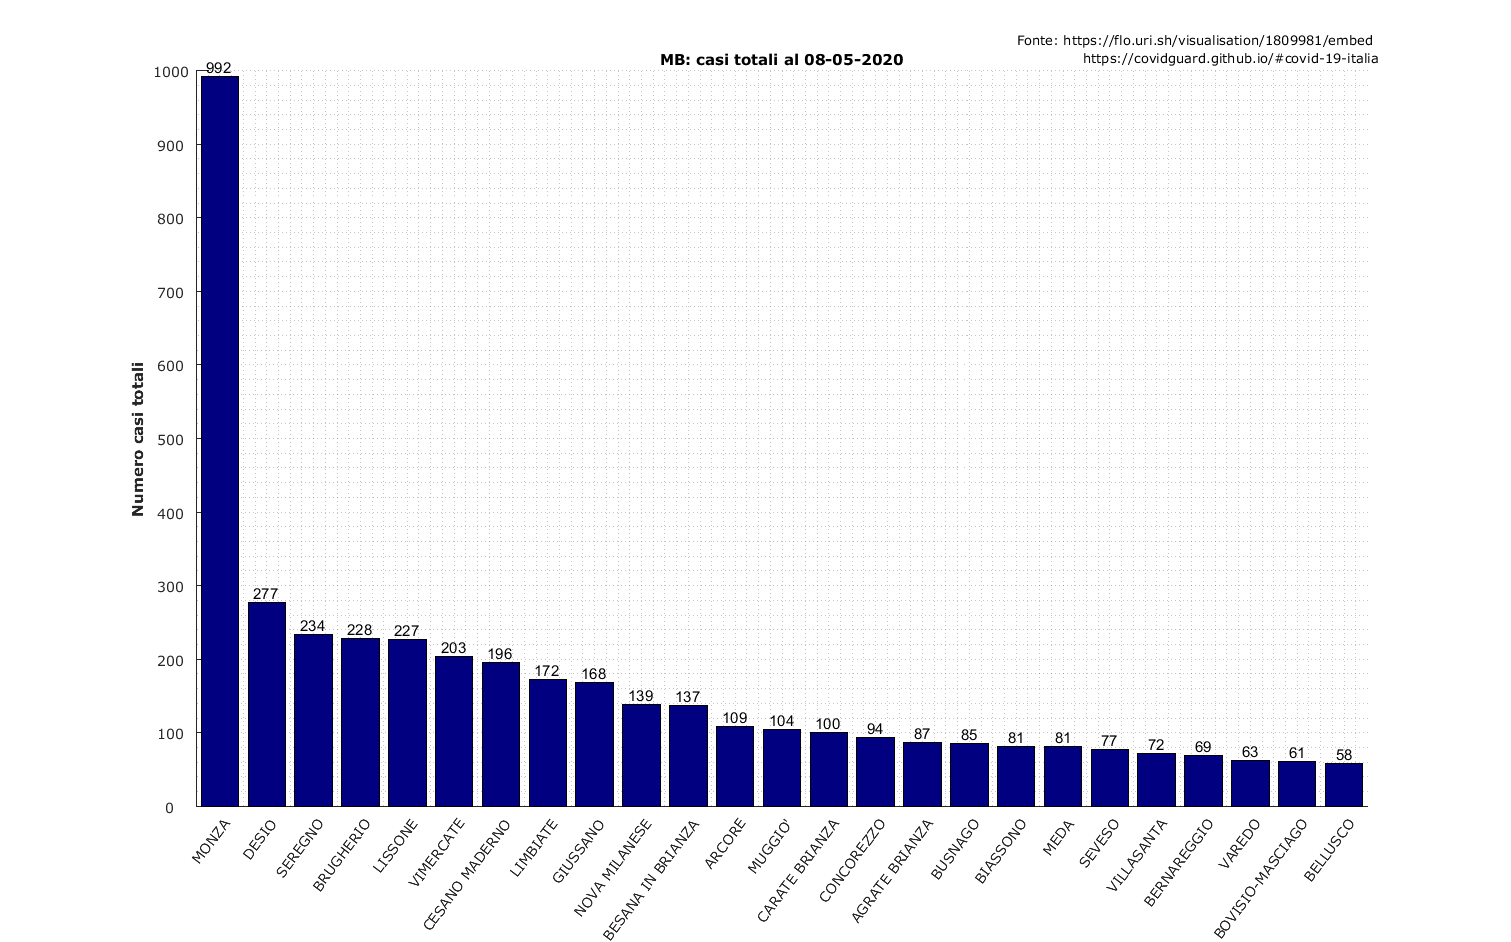 Fonte: https://flo.uri.sh/visualisation/1809981/embed
https://covidguard.github.io/#covid-19-italia
MB: casi totali al 08-05-2020
Numero casi totali
1000
900
800
700
600
500
400
300
200
100
0
992
277
234
228
227
203
196
172
168
139
137
109
104
100
94
87
85
81
81
77
72
69
63
61
58
MONZA
DESIO
SEREGNO
BRUGHERIO
LISSONE
VIMERCATE
CESANO MADERNO
LIMBIATE
GIUSSANO
NOVA MILANESE
BESANA IN BRIANZA
ARCORE
MUGGIO'
CARATE BRIANZA
CONCOREZZO
AGRATE BRIANZA
BUSNAGO
BIASSONO
MEDA
SEVESO
VILLASANTA
BERNAREGGIO
VAREDO
BOVISIO-MASCIAGO
BELLUSCO